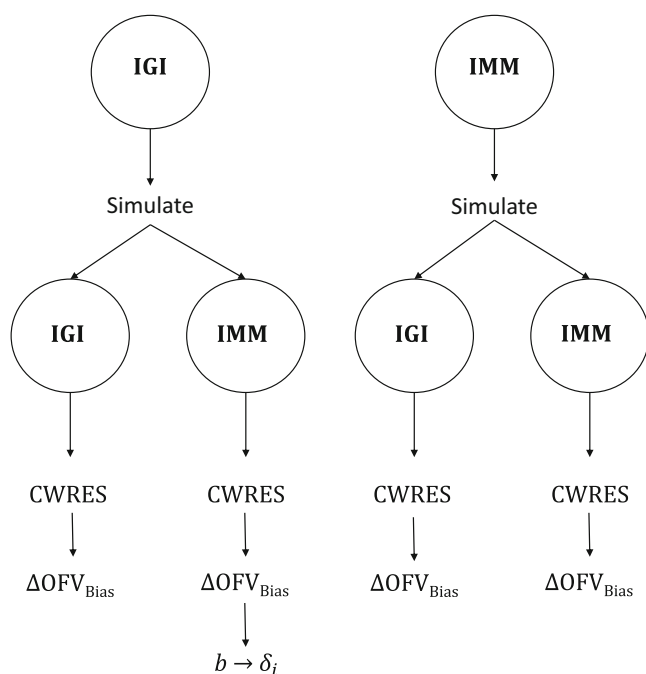 IGI IMM
Simulate Simulate
IGI IMM IGI IMM
CWRES CWRES CWRES CWRES
ΔOFV_Bias ΔOFV_Bias ΔOFV_Bias ΔOFV_Bias
b → δ_i